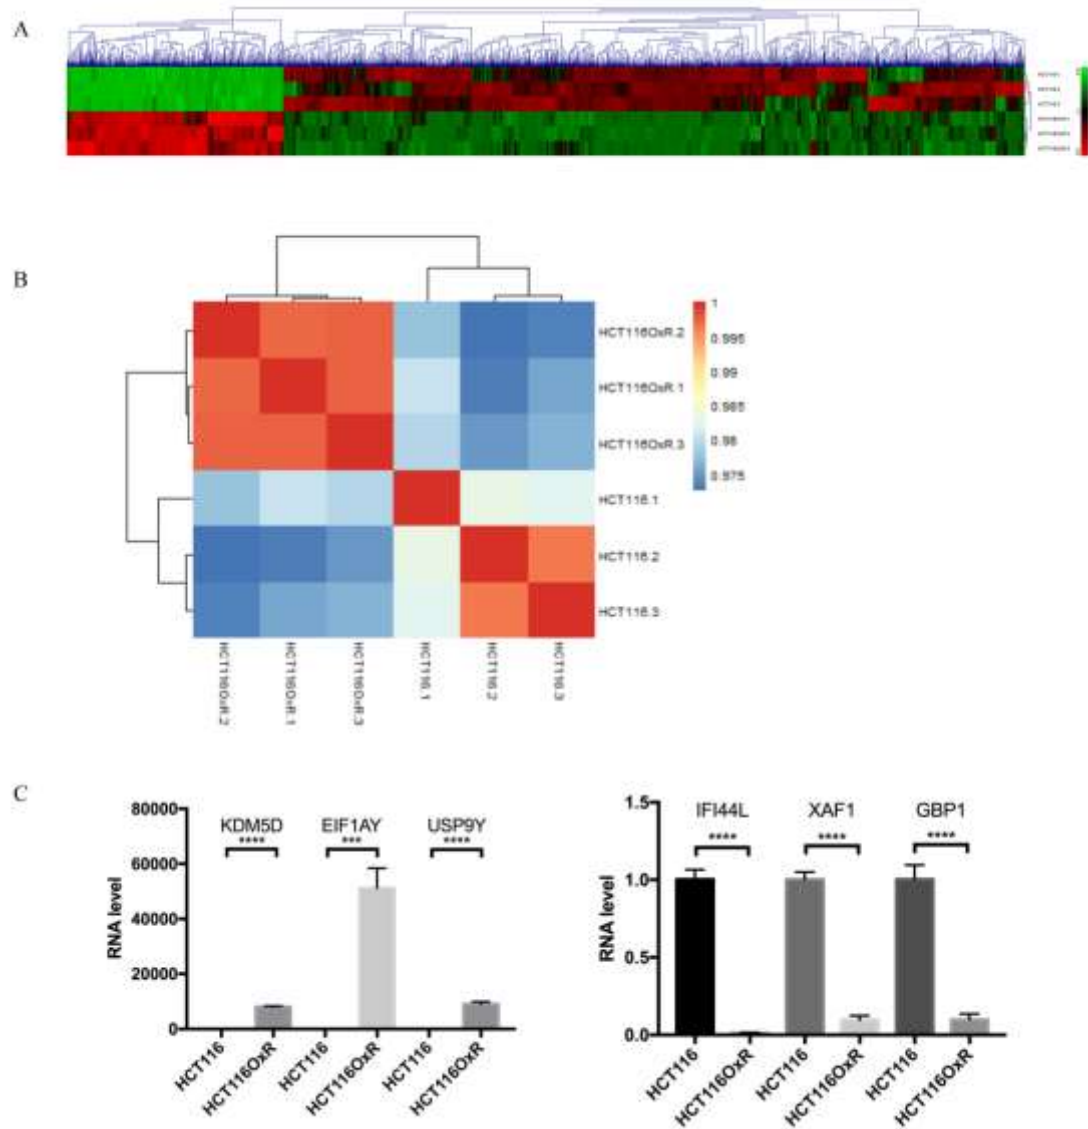 A
B
1
HCT116OxR.2
0.995
0.99
HCT116OxR.1
0.985
HCT116OxR.3
0.98
0.975
HCT116.1
HCT116.2
HCT116.3
HCT116OxR.2
HCT116OxR.1
HCT116OxR.3
HCT116.1
HCT116.2
HCT116.3
C
80000
60000
40000
20000
0
RNA level
KDM5D EIF1AY USP9Y
**** *** ****
HCT116
HCT116OxR
HCT116
HCT116OxR
HCT116
HCT116OxR
1.5
1.0
0.5
0.0
RNA level
IFI44L XAF1 GBP1
**** **** ****
HCT116
HCT116OxR
HCT116
HCT116OxR
HCT116
HCT116OxR